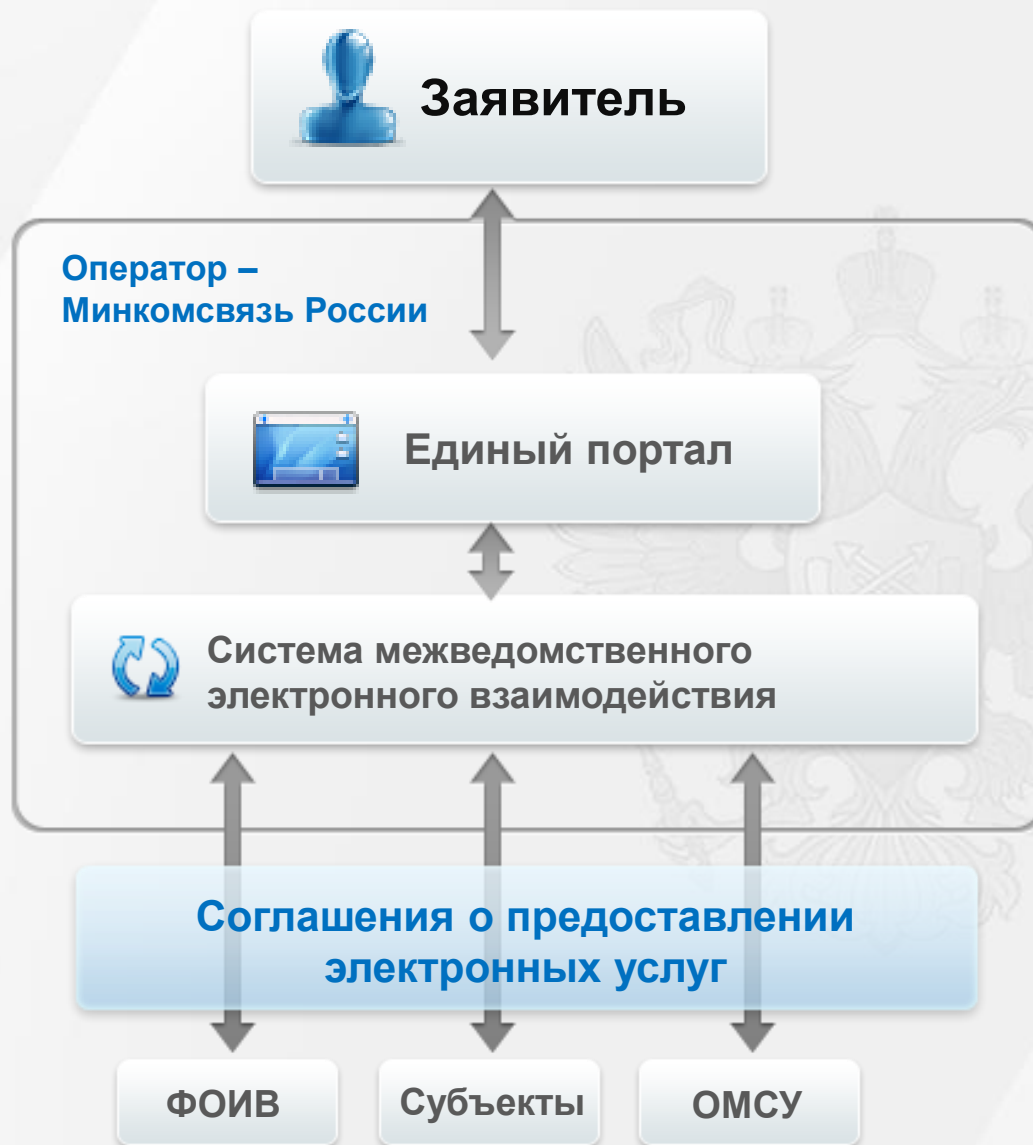 Заявитель
Оператор –
Минкомсвязь России
Единый портал
Система межведомственного
электронного взаимодействия
Соглашения о предоставлении
электронных услуг
ФОИВ
Субъекты
ОМСУ